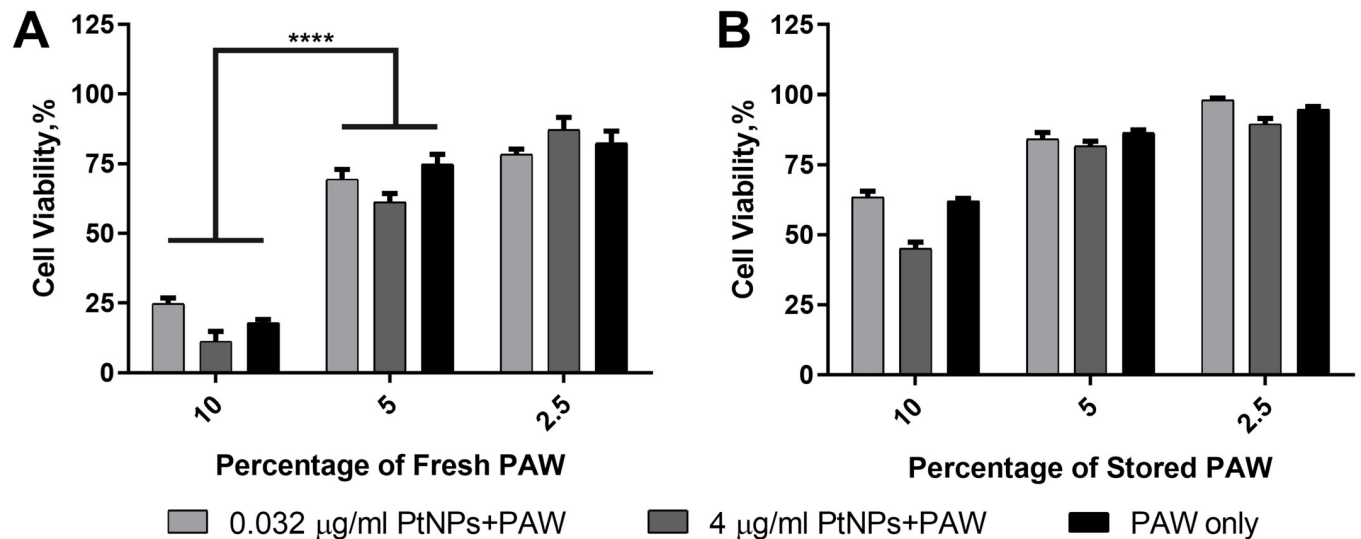 A
Cell Viability,%
125
100
75
50
25
0
****
10
5
2.5
Percentage of Fresh PAW
B
Cell Viability,%
125
100
75
50
25
0
10
5
2.5
Percentage of Stored PAW
0.032 μg/ml PtNPs+PAW
4 μg/ml PtNPs+PAW
PAW only